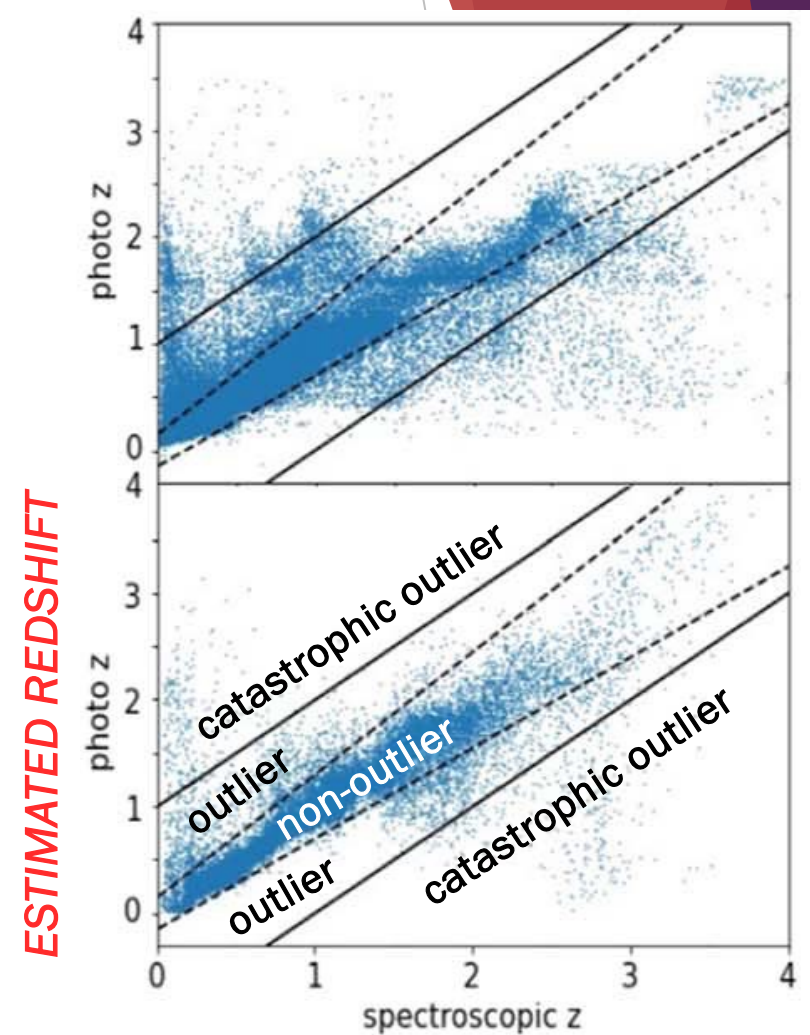 4
3
2
1
0
photo z
4
3
2
1
0
photo z
ESTIMATED REDSHIFT
catastrophic outlier
outlier
non-outlier
outlier
catastrophic outlier
0 1 2 3 4
spectroscopic z